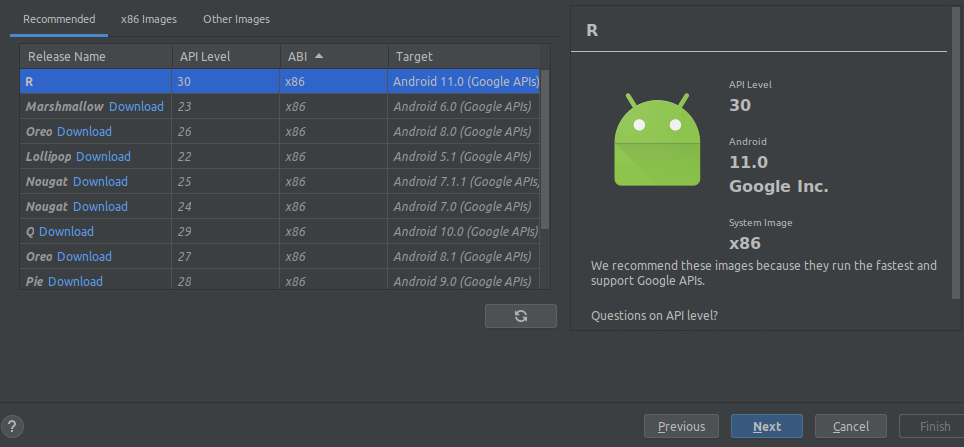 Recommended x86 Images Other Images
Release Name API Level ABI Target
R 30 x86 Android 11.0 (Google APIs)
Marshmallow Download 23 x86 Android 6.0 (Google APIs)
Oreo Download 26 x86 Android 8.0 (Google APIs)
Lollipop Download 22 x86 Android 5.1 (Google APIs)
Nougat Download 25 x86 Android 7.1.1 (Google APIs)
Nougat Download 24 x86 Android 7.0 (Google APIs)
Q Download 29 x86 Android 10.0 (Google APIs)
Oreo Download 27 x86 Android 8.1 (Google APIs)
Pie Download 28 x86 Android 9.0 (Google APIs)
R
API Level
30
Android
11.0
Google Inc.
System Image
x86
We recommend these images because they run the fastest and
support Google APIs.
Questions on API level?
? Previous Next Cancel Finish